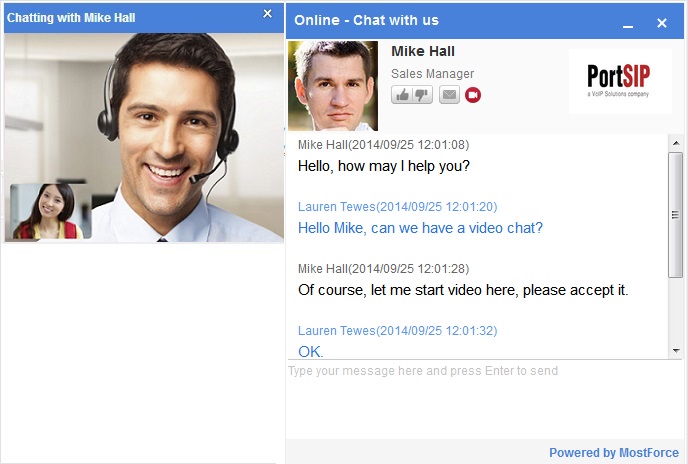 Chatting with Mike Hall
Online - Chat with us
Mike Hall
Sales Manager
PortSIP
a VoIP Solutions company
Mike Hall(2014/09/25 12:01:08)
Hello, how may I help you?
Lauren Tewes(2014/09/25 12:01:20)
Hello Mike, can we have a video chat?
Mike Hall(2014/09/25 12:01:28)
Of course, let me start video here, please accept it.
Lauren Tewes(2014/09/25 12:01:32)
OK.
Type your message here and press Enter to send
Powered by MostForce